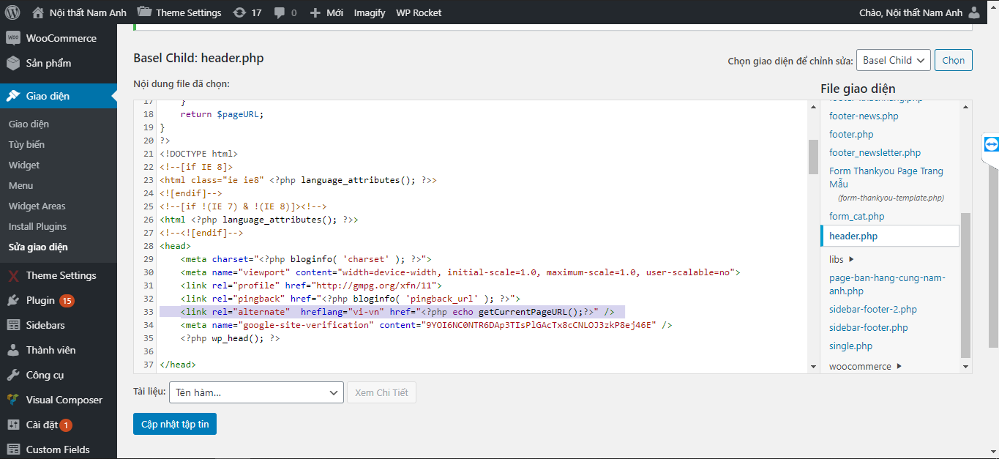 Nội thất Nam Anh Theme Settings 17 0 Mới Imagify WP Rocket Chào, Nội thất Nam Anh
WooCommerce
Sản phẩm
Giao diện
Giao diện
Tùy biến
Widget
Menu
Widget Areas
Install Plugins
Sửa giao diện
Theme Settings
Plugin 15
Sidebars
Thành viên
Công cụ
Visual Composer
Cài đặt 1
Custom Fields
Basel Child: header.php
Chọn giao diện để chỉnh sửa: Basel Child Chọn
Nội dung file đã chọn:
17 }
18 return $pageURL;
19 }
20 ?>
21 <!DOCTYPE html>
22 <!--[if IE 8]>
23 <html class="ie ie8" <?php language_attributes(); ?>>
24 <![endif]-->
25 <!--[if !(IE 7) & !(IE 8)]><!-->
26 <html <?php language_attributes(); ?>>
27 <!--<![endif]-->
28 <head>
29 <meta charset="<?php bloginfo( 'charset' ); ?>">
30 <meta name="viewport" content="width=device-width, initial-scale=1.0, maximum-scale=1.0, user-scalable=no">
31 <link rel="profile" href="http://gmpg.org/xfn/11">
32 <link rel="pingback" href="<?php bloginfo( 'pingback_url' ); ?>">
33 <link rel="alternate"  hreflang="vi-vn" href="<?php echo getCurrentPageURL();?>" />
34 <meta name="google-site-verification" content="9YOI6NC0NTR6DAp3TIsPlGAcTx8cCNLOJ3zkP8ej46E" />
35 <?php wp_head(); ?>
36
37 </head>
File giao diện
footer-khachhang.php
footer-news.php
footer.php
footer_newsletter.php
Form Thankyou Page Trang
Mẫu
(form-thankyou-template.php)
form_cat.php
header.php
libs
page-ban-hang-cung-nam-
anh.php
sidebar-footer-2.php
sidebar-footer.php
single.php
woocommerce
Tài liệu: Tên hàm... Xem Chi Tiết
Cập nhật tập tin